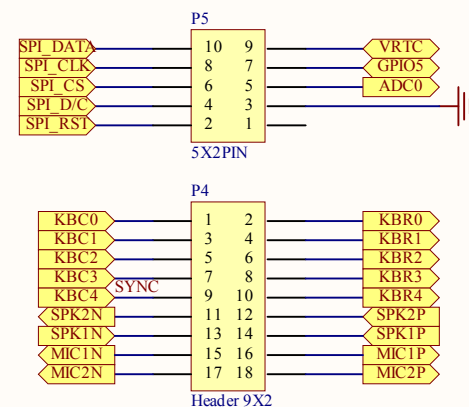 P5
SPI_DATA 10 9 VRTC
SPI_CLK 8 7 GPIO5
SPI_CS 6 5 ADC0
SPI_D/C 4 3
SPI_RST 2 1
5X2PIN
P4
KBC0 1 2 KBR0
KBC1 3 4 KBR1
KBC2 5 6 KBR2
KBC3 7 8 KBR3
SYNC
KBC4 9 10 KBR4
SPK2N 11 12 SPK2P
SPK1N 13 14 SPK1P
MIC1N 15 16 MIC1P
MIC2N 17 18 MIC2P
Header 9X2